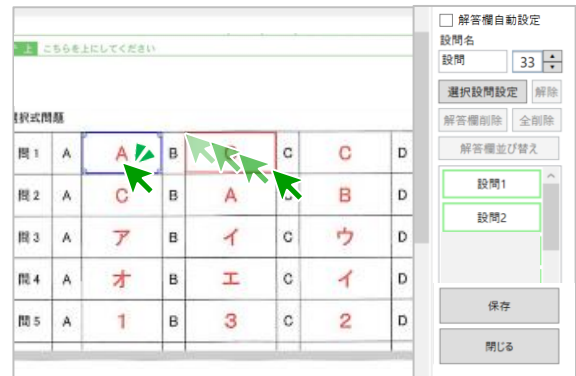 上 こちらを上にしてください
択式問題
問1 A A B C C D
問2 A C B A C B D
問3 A ア B イ C ウ D
問4 A オ B エ C イ D
問5 A 1 B 3 C 2 D
解答欄自動設定
設問名
設問 33
選択設問設定 解除
解答欄削除 全削除
解答欄並び替え
設問1
設問2
保存
閉じる